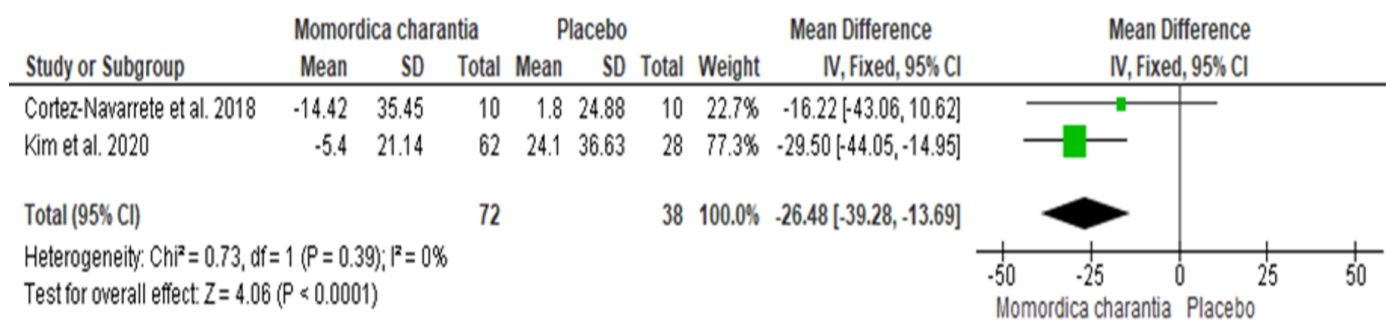 Momordica charantia Placebo Mean Difference Mean Difference
Study or Subgroup Mean SD Total Mean SD Total Weight IV, Fixed, 95% CI IV, Fixed, 95% CI
Cortez-Navarrete et al. 2018 -14.42 35.45 10 1.8 24.88 10 22.7% -16.22 [-43.06, 10.62]
Kim et al. 2020 -5.4 21.14 62 24.1 36.63 28 77.3% -29.50 [-44.05, -14.95]
Total (95% CI) 72 38 100.0% -26.48 [-39.28, -13.69]
Heterogeneity: Chi² = 0.73, df = 1 (P = 0.39); I² = 0%
Test for overall effect: Z = 4.06 (P < 0.0001)
-50 -25 0 25 50
Momordica charantia Placebo